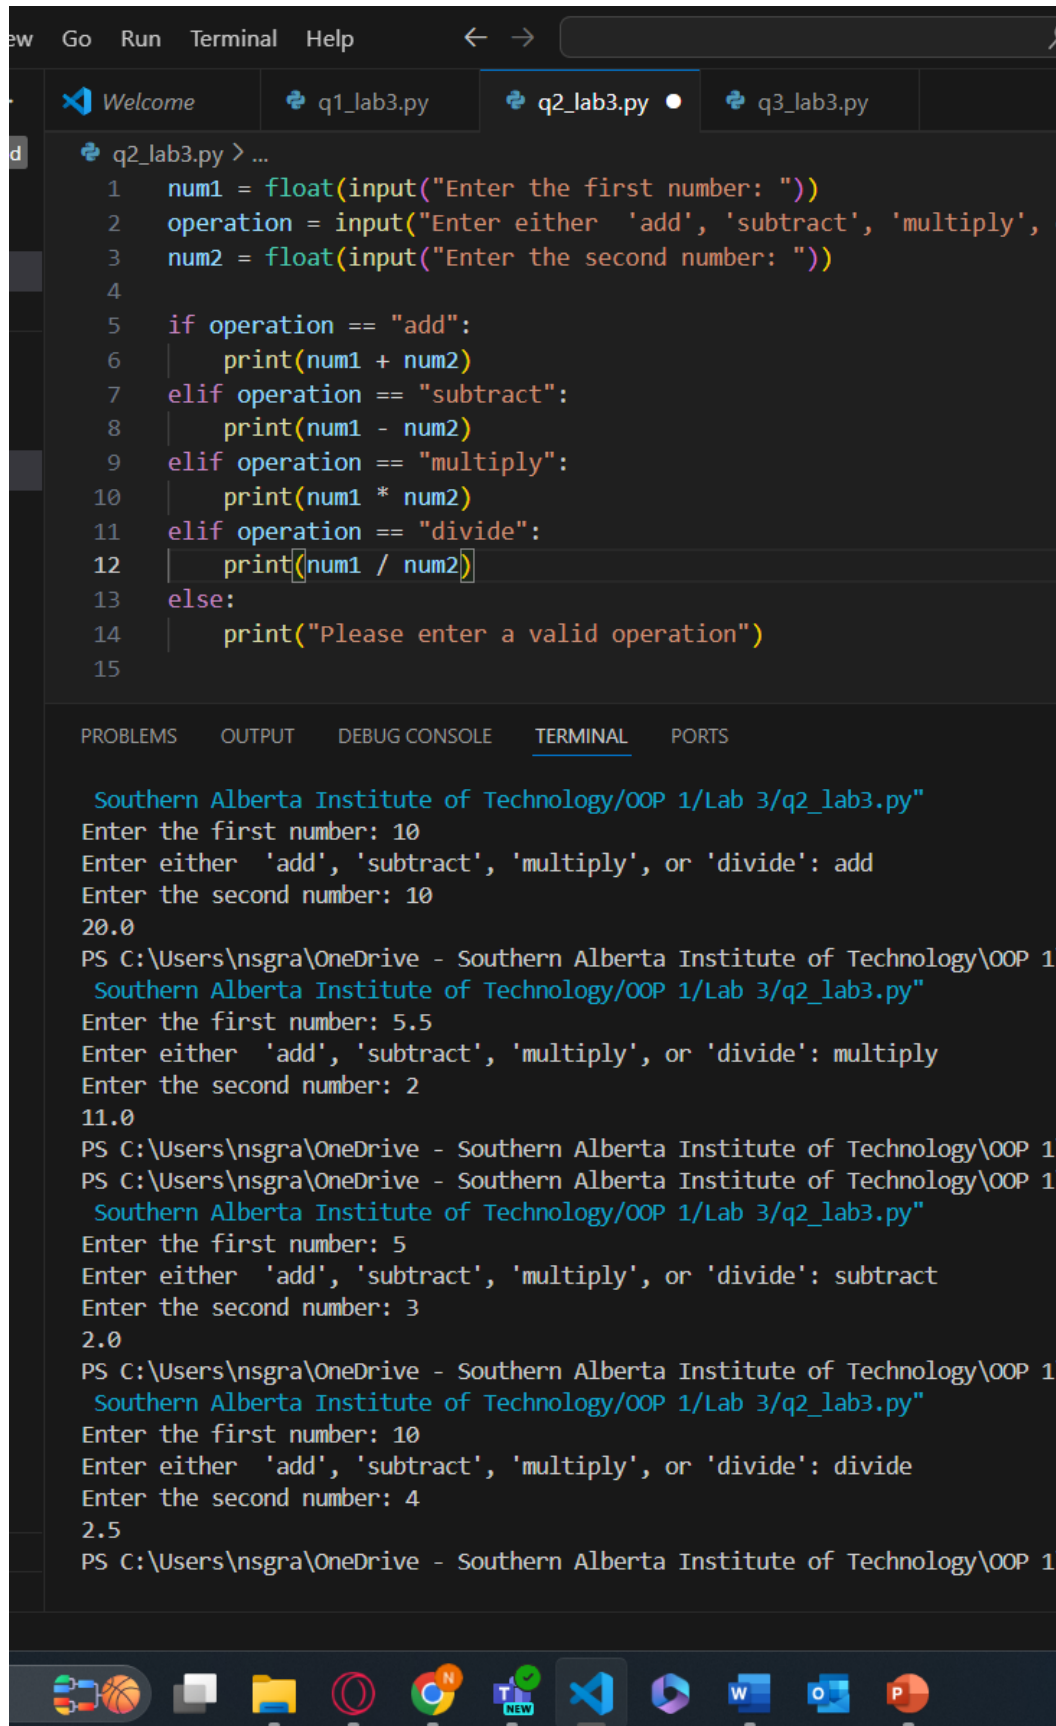 ew Go Run Terminal Help
Welcome q1_lab3.py q2_lab3.py q3_lab3.py
d q2_lab3.py > ...
1 num1 = float(input("Enter the first number: "))
2 operation = input("Enter either  'add', 'subtract', 'multiply',
3 num2 = float(input("Enter the second number: "))
4
5 if operation == "add":
6     print(num1 + num2)
7 elif operation == "subtract":
8     print(num1 - num2)
9 elif operation == "multiply":
10     print(num1 * num2)
11 elif operation == "divide":
12     print(num1 / num2)
13 else:
14     print("Please enter a valid operation")
15
PROBLEMS OUTPUT DEBUG CONSOLE TERMINAL PORTS
Southern Alberta Institute of Technology/OOP 1/Lab 3/q2_lab3.py"
Enter the first number: 10
Enter either  'add', 'subtract', 'multiply', or 'divide': add
Enter the second number: 10
20.0
PS C:\Users\nsgra\OneDrive - Southern Alberta Institute of Technology\OOP 1
Southern Alberta Institute of Technology/OOP 1/Lab 3/q2_lab3.py"
Enter the first number: 5.5
Enter either  'add', 'subtract', 'multiply', or 'divide': multiply
Enter the second number: 2
11.0
PS C:\Users\nsgra\OneDrive - Southern Alberta Institute of Technology\OOP 1
PS C:\Users\nsgra\OneDrive - Southern Alberta Institute of Technology\OOP 1
Southern Alberta Institute of Technology/OOP 1/Lab 3/q2_lab3.py"
Enter the first number: 5
Enter either  'add', 'subtract', 'multiply', or 'divide': subtract
Enter the second number: 3
2.0
PS C:\Users\nsgra\OneDrive - Southern Alberta Institute of Technology\OOP 1
Southern Alberta Institute of Technology/OOP 1/Lab 3/q2_lab3.py"
Enter the first number: 10
Enter either  'add', 'subtract', 'multiply', or 'divide': divide
Enter the second number: 4
2.5
PS C:\Users\nsgra\OneDrive - Southern Alberta Institute of Technology\OOP 1
N T NEW W O P